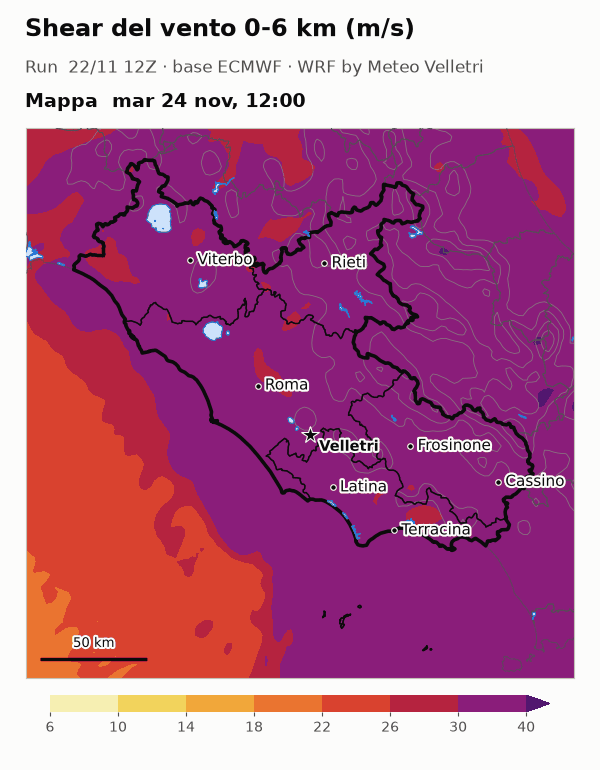 Shear del vento 0-6 km (m/s)
Run 22/11 12Z · base ECMWF · WRF by Meteo Velletri
Mappa mar 24 nov, 12:00
Viterbo
Rieti
Roma
Velletri
Frosinone
Latina
Cassino
Terracina
50 km
6 10 14 18 22 26 30 40